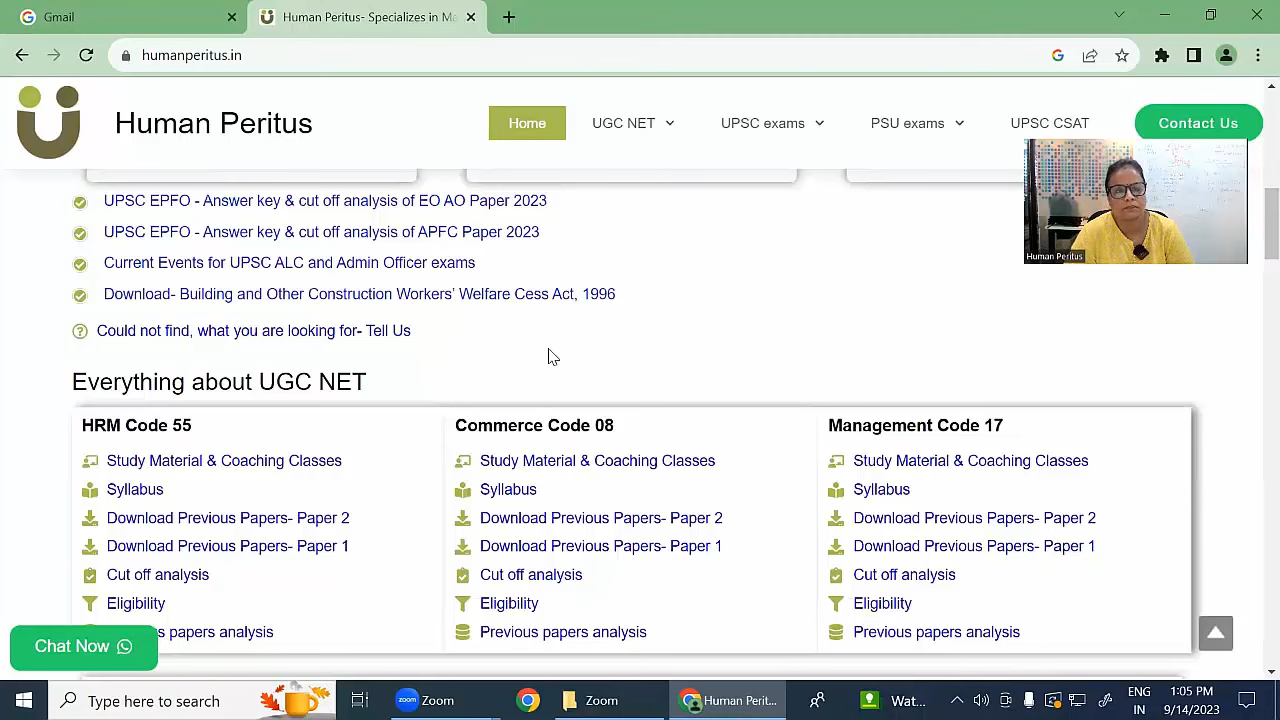 Gmail
Human Peritus- Specializes in Ma
humanperitus.in
Human Peritus
Home
UGC NET
UPSC exams
PSU exams
UPSC CSAT
Contact Us
UPSC EPFO - Answer key & cut off analysis of EO AO Paper 2023
UPSC EPFO - Answer key & cut off analysis of APFC Paper 2023
Current Events for UPSC ALC and Admin Officer exams
Download- Building and Other Construction Workers' Welfare Cess Act, 1996
Could not find, what you are looking for- Tell Us
Human Peritus
Everything about UGC NET
HRM Code 55
Study Material & Coaching Classes
Syllabus
Download Previous Papers- Paper 2
Download Previous Papers- Paper 1
Cut off analysis
Eligibility
s papers analysis
Commerce Code 08
Study Material & Coaching Classes
Syllabus
Download Previous Papers- Paper 2
Download Previous Papers- Paper 1
Cut off analysis
Eligibility
Previous papers analysis
Management Code 17
Study Material & Coaching Classes
Syllabus
Download Previous Papers- Paper 2
Download Previous Papers- Paper 1
Cut off analysis
Eligibility
Previous papers analysis
Chat Now
Type here to search
zoom
Zoom
Zoom
Human Perit...
Wat...
ENG
IN
1:05 PM
9/14/2023